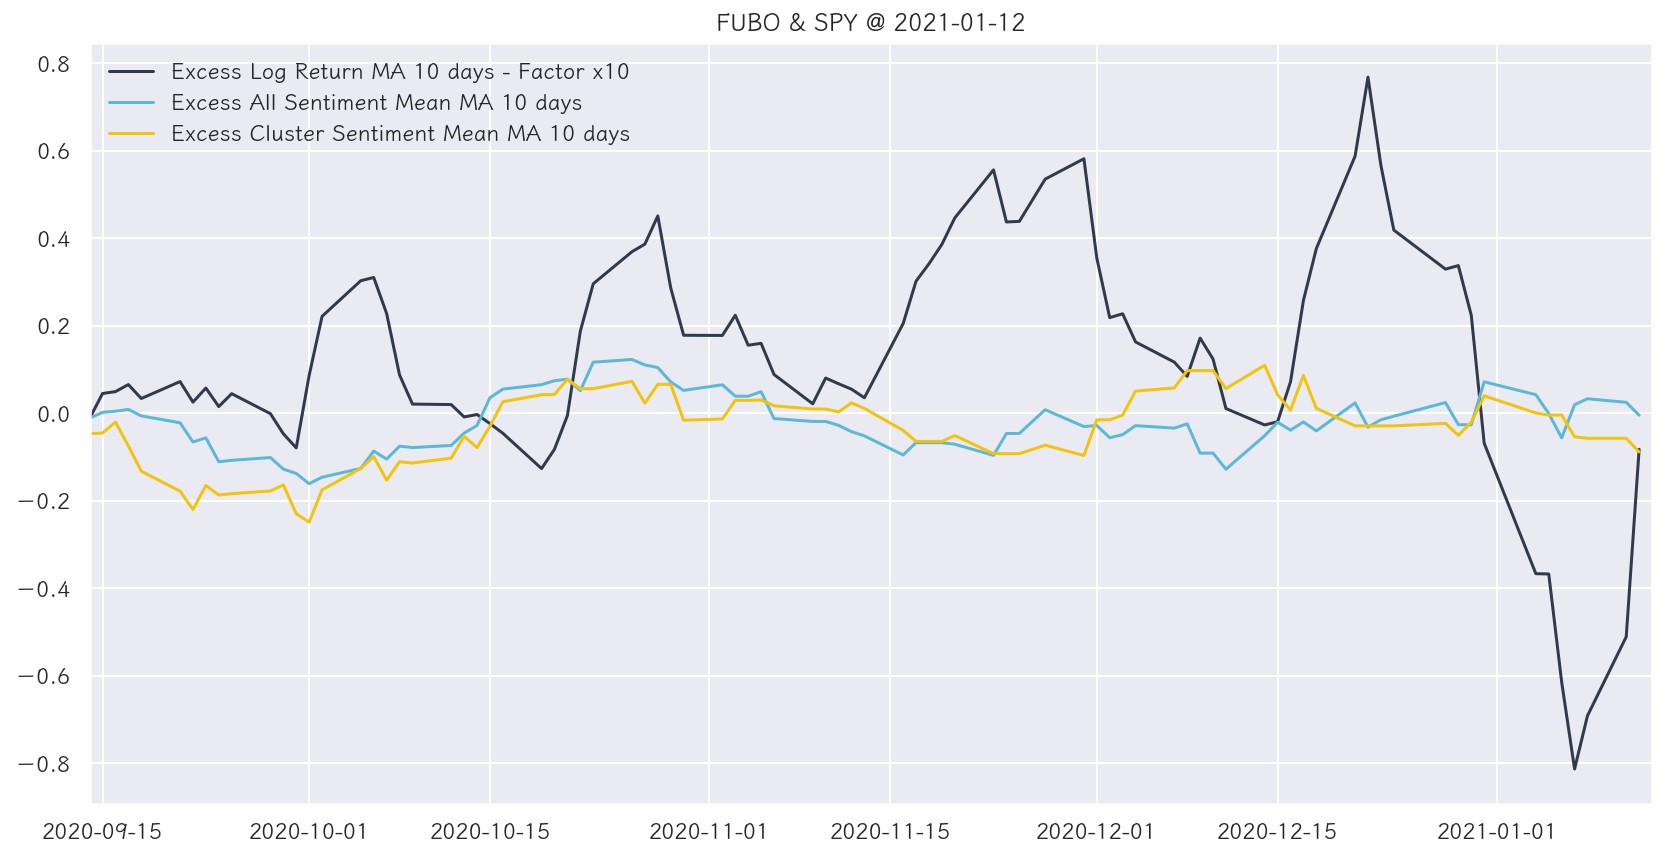 FUBO & SPY @ 2021-01-12
Excess Log Return MA 10 days - Factor x10
Excess All Sentiment Mean MA 10 days
Excess Cluster Sentiment Mean MA 10 days
0.8
0.6
0.4
0.2
0.0
−0.2
−0.4
−0.6
−0.8
2020-09-15 2020-10-01 2020-10-15 2020-11-01 2020-11-15 2020-12-01 2020-12-15 2021-01-01